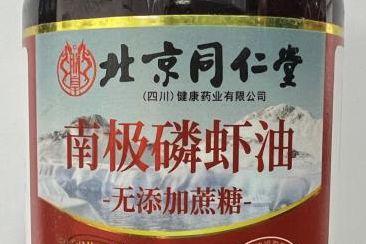 北京同仁堂
(四川)健康药业有限公司
南极磷虾油
-无添加蔗糖-